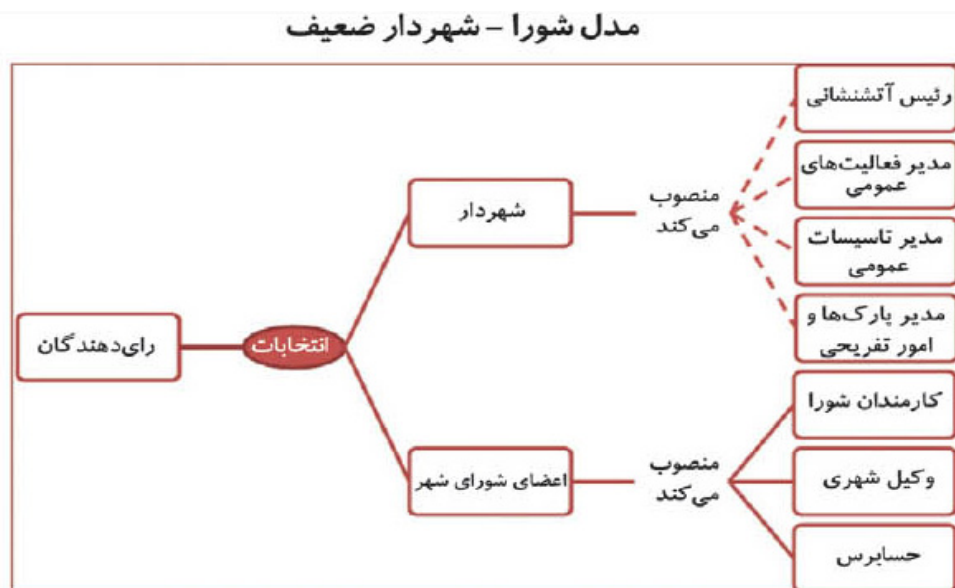 مدل شورا – شهردار ضعیف
رای‌دهندگان
انتخابات
شهردار
منصوب
می‌کند
رئیس آتشنشانی
مدیر فعالیت‌های
عمومی
مدیر تاسیسات
عمومی
مدیر پارک‌ها و
امور تفریحی
اعضای شورای شهر
منصوب
می‌کند
کارمندان شورا
وکیل شهری
حسابرس